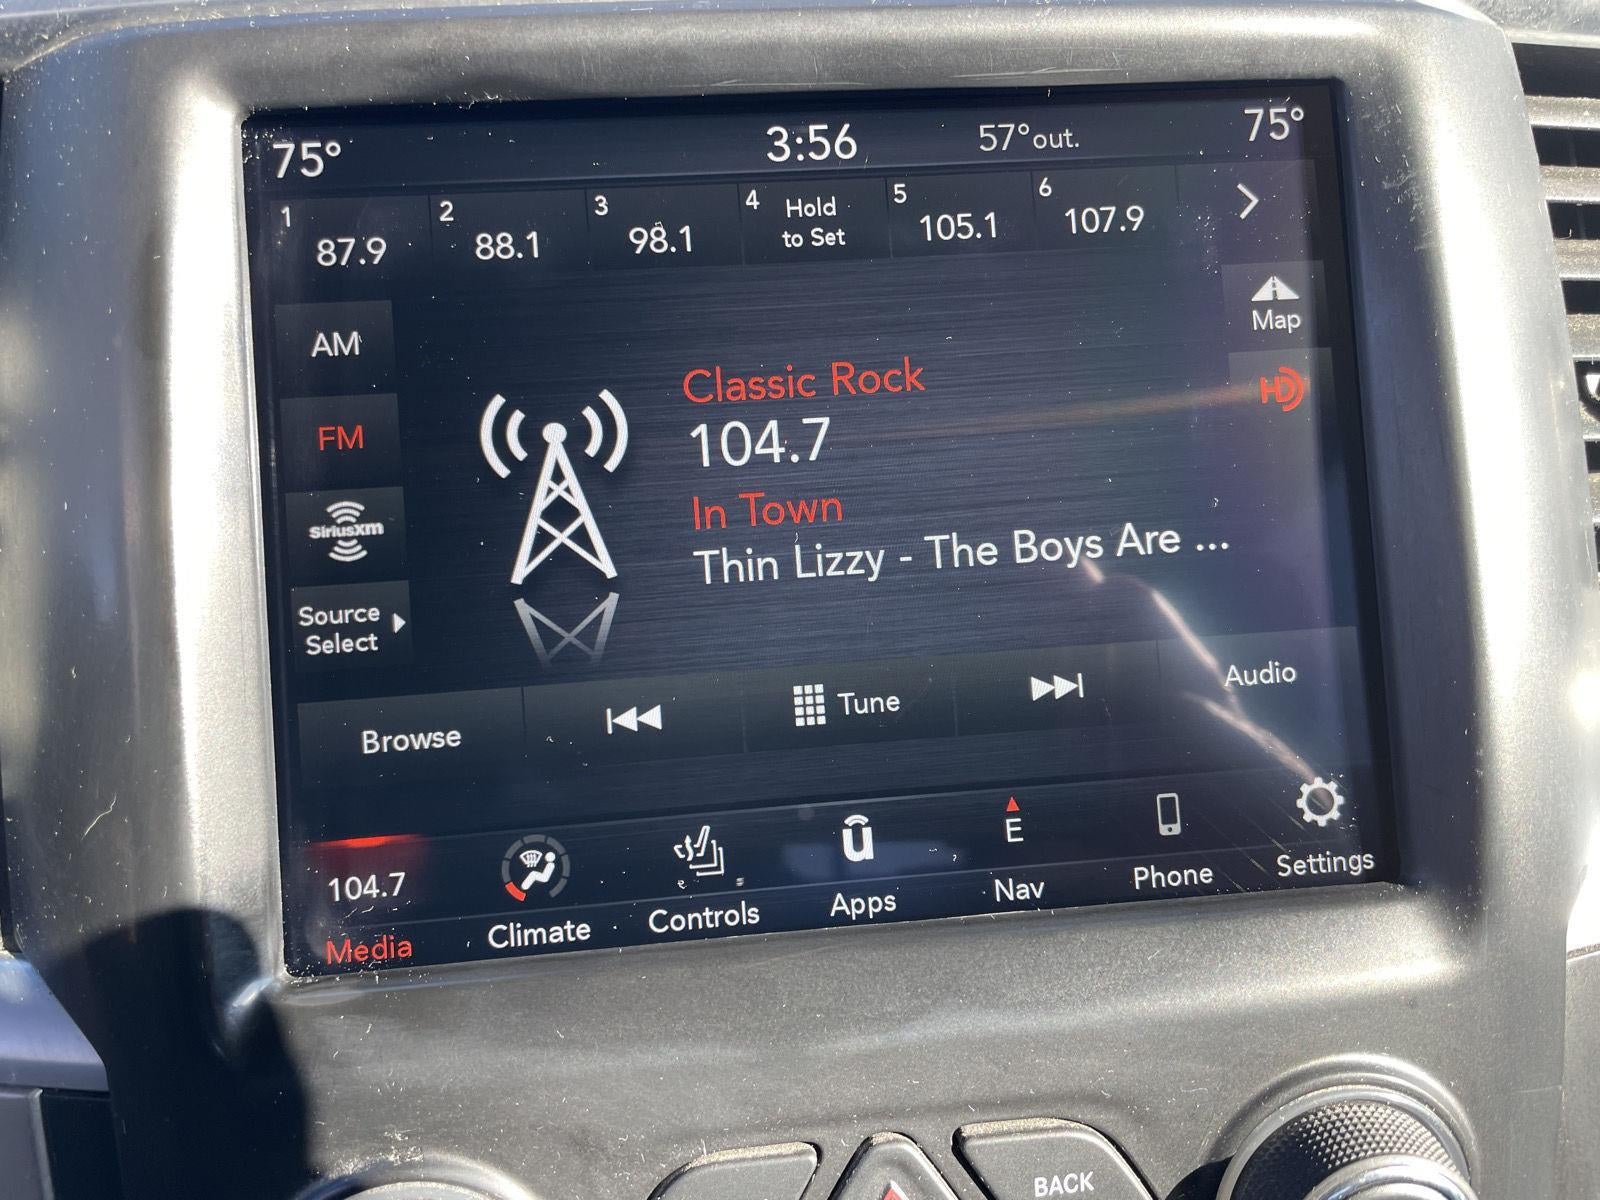 75° 3:56 57°out. 75°
1 87.9 2 88.1 3 98.1 4 Hold to Set 5 105.1 6 107.9
Map
AM
HD
Classic Rock
FM
104.7
In Town
SiriusXM
Thin Lizzy - The Boys Are ...
Source
Select
Browse Tune Audio
E
104.7
Media Climate Controls Apps Nav Phone Settings
BACK